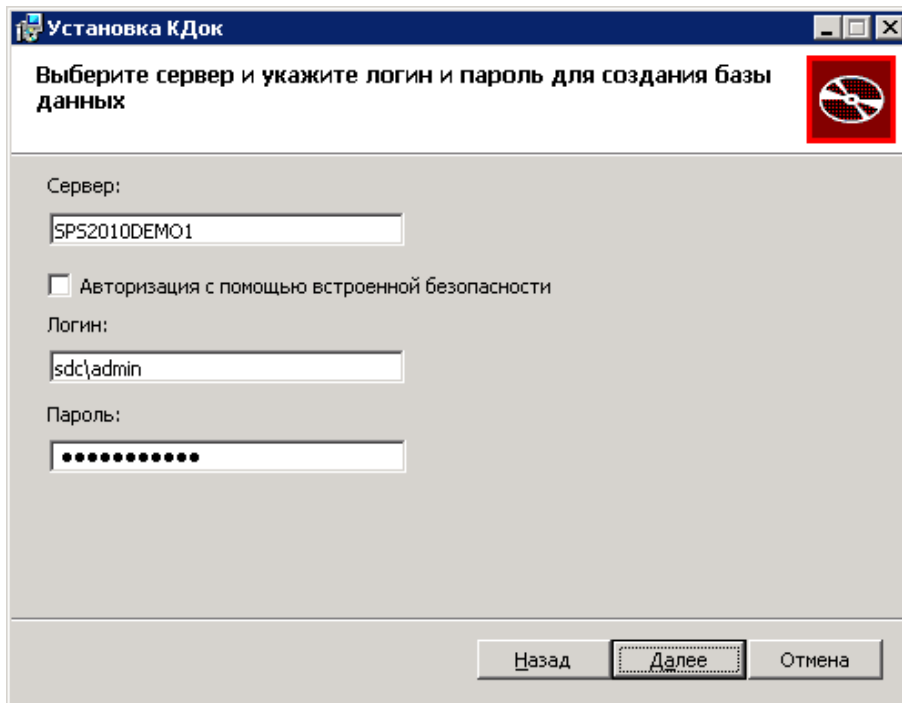 Установка КДок
Выберите сервер и укажите логин и пароль для создания базы
данных
Сервер:
SPS2010DEMO1
Авторизация с помощью встроенной безопасности
Логин:
sdc\admin
Пароль:
●●●●●●●●●●●
Назад
Далее
Отмена